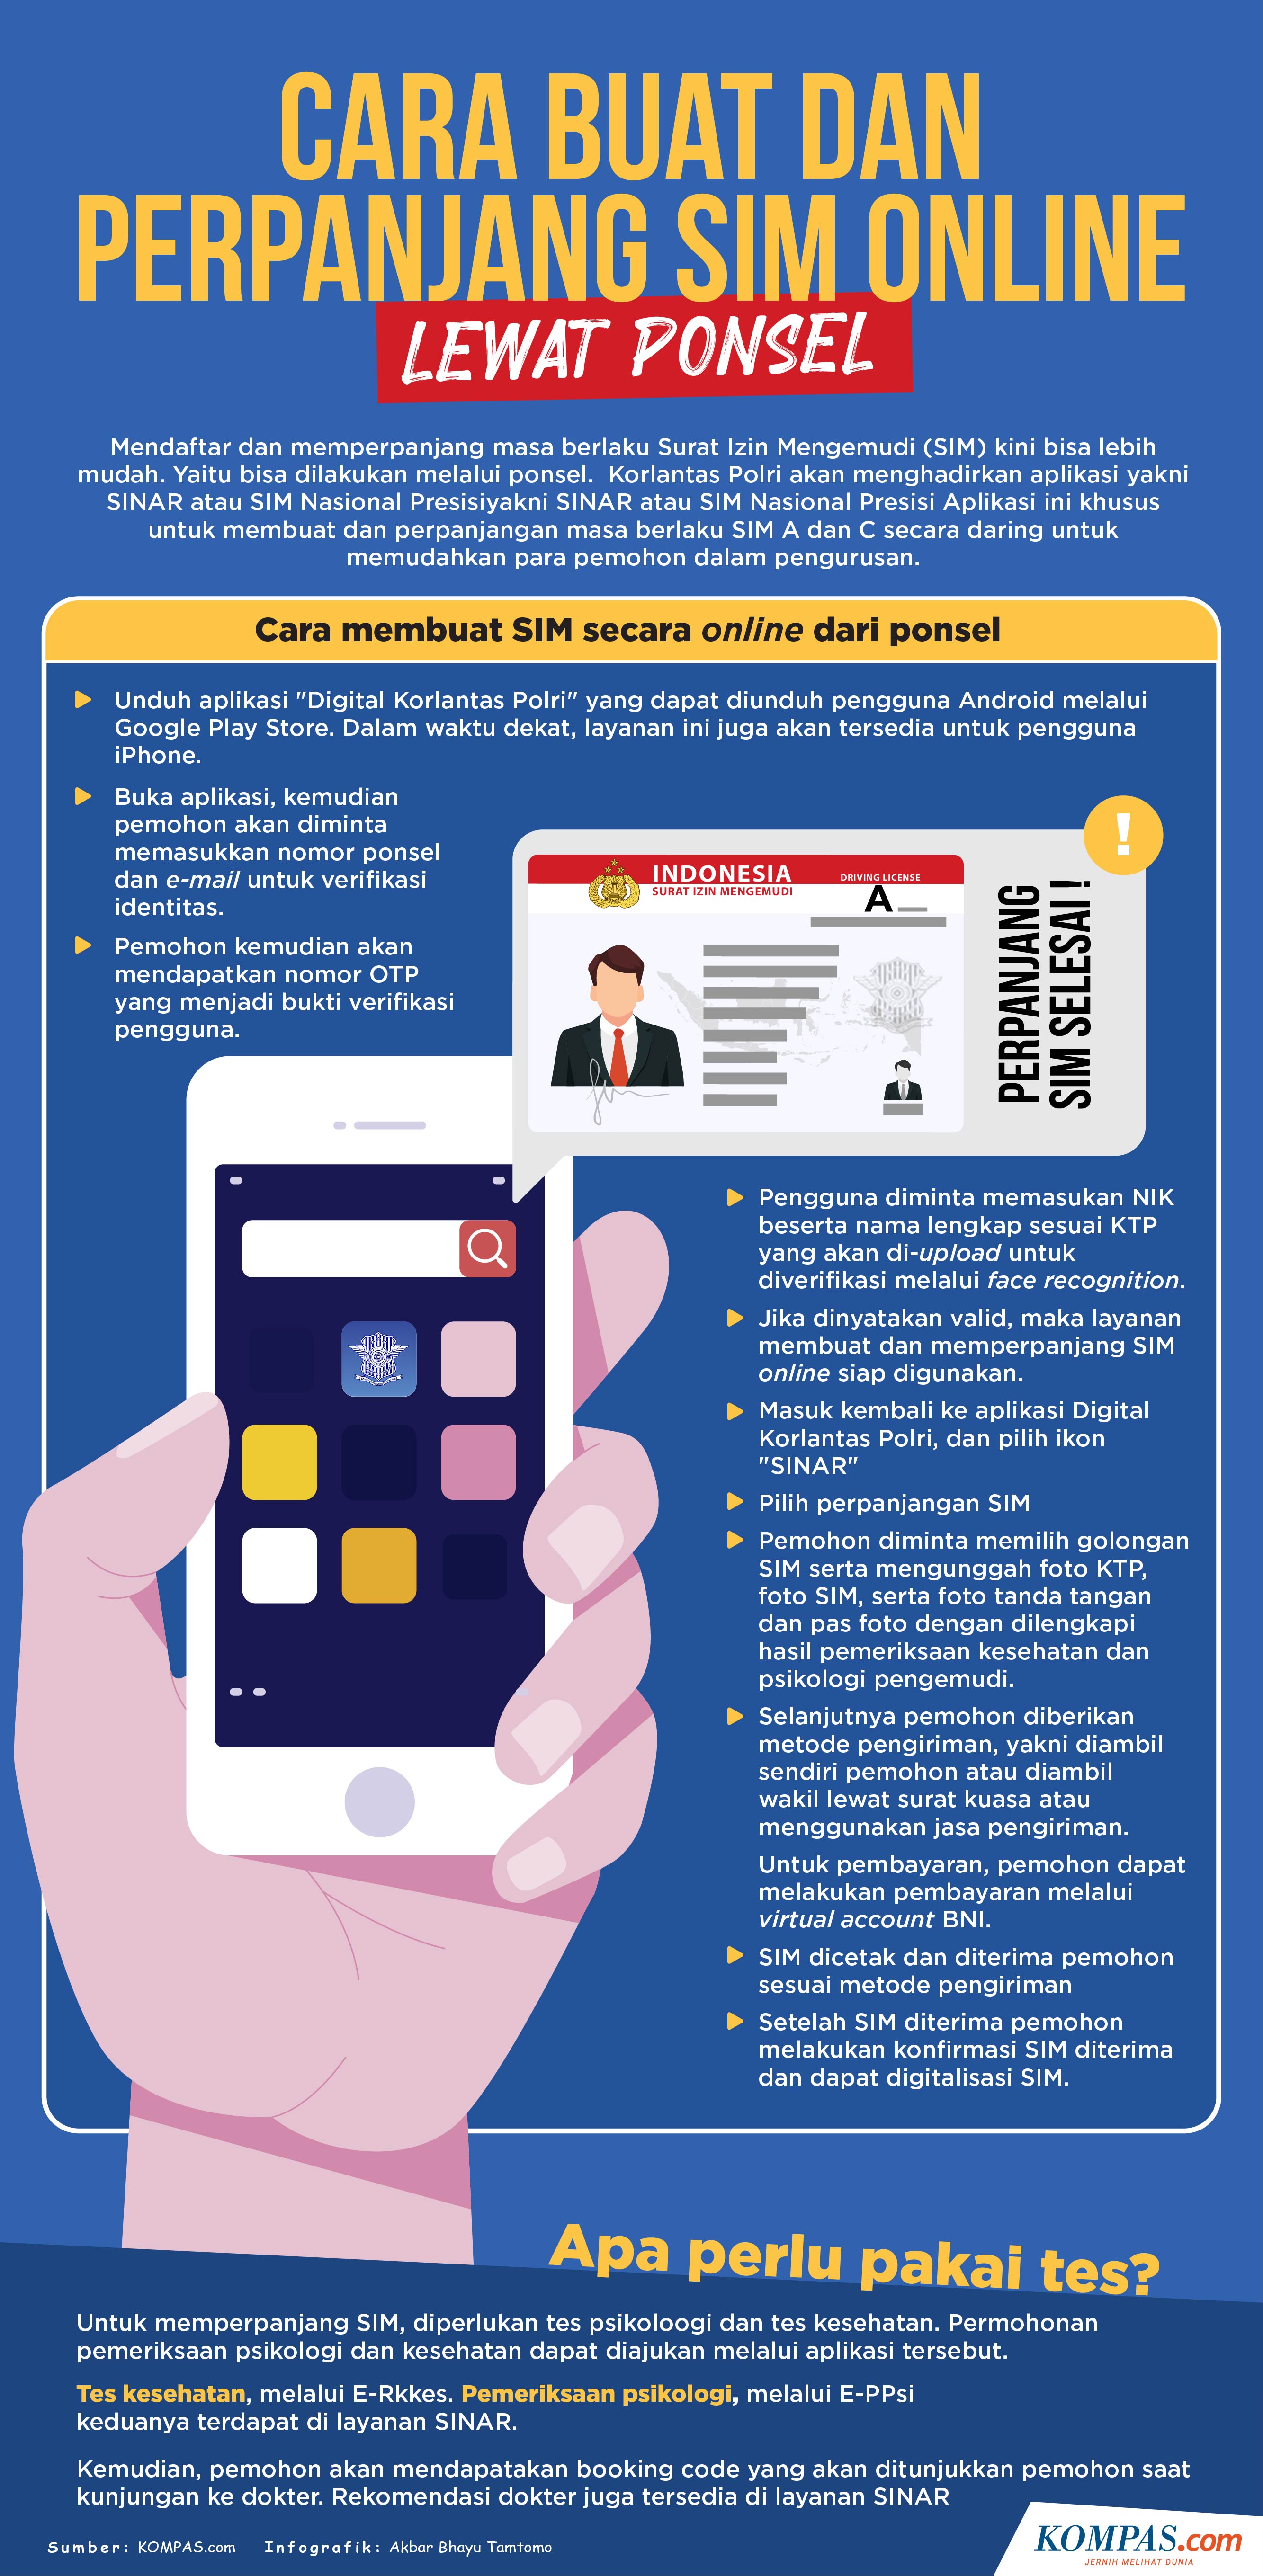 CARA BUAT DAN
PERPANJANG SIM ONLINE
LEWAT PONSEL
Mendaftar dan memperpanjang masa berlaku Surat Izin Mengemudi (SIM) kini bisa lebih
mudah. Yaitu bisa dilakukan melalui ponsel. Korlantas Polri akan menghadirkan aplikasi yakni
SINAR atau SIM Nasional Presisiyakni SINAR atau SIM Nasional Presisi Aplikasi ini khusus
untuk membuat dan perpanjangan masa berlaku SIM A dan C secara daring untuk
memudahkan para pemohon dalam pengurusan.
Cara membuat SIM secara online dari ponsel
Unduh aplikasi "Digital Korlantas Polri" yang dapat diunduh pengguna Android melalui
Google Play Store. Dalam waktu dekat, layanan ini juga akan tersedia untuk pengguna
iPhone.
Buka aplikasi, kemudian
pemohon akan diminta
memasukkan nomor ponsel
dan e-mail untuk verifikasi
identitas.
Pemohon kemudian akan
mendapatkan nomor OTP
yang menjadi bukti verifikasi
pengguna.
INDONESIA
SURAT IZIN MENGEMUDI
DRIVING LICENSE
A
!
PERPANJANG
SIM SELESAI !
Pengguna diminta memasukan NIK
beserta nama lengkap sesuai KTP
yang akan di-upload untuk
diverifikasi melalui face recognition.
Jika dinyatakan valid, maka layanan
membuat dan memperpanjang SIM
online siap digunakan.
Masuk kembali ke aplikasi Digital
Korlantas Polri, dan pilih ikon
"SINAR"
Pilih perpanjangan SIM
Pemohon diminta memilih golongan
SIM serta mengunggah foto KTP,
foto SIM, serta foto tanda tangan
dan pas foto dengan dilengkapi
hasil pemeriksaan kesehatan dan
psikologi pengemudi.
Selanjutnya pemohon diberikan
metode pengiriman, yakni diambil
sendiri pemohon atau diambil
wakil lewat surat kuasa atau
menggunakan jasa pengiriman.
Untuk pembayaran, pemohon dapat
melakukan pembayaran melalui
virtual account BNI.
SIM dicetak dan diterima pemohon
sesuai metode pengiriman
Setelah SIM diterima pemohon
melakukan konfirmasi SIM diterima
dan dapat digitalisasi SIM.
Apa perlu pakai tes?
Untuk memperpanjang SIM, diperlukan tes psikoloogi dan tes kesehatan. Permohonan
pemeriksaan psikologi dan kesehatan dapat diajukan melalui aplikasi tersebut.
Tes kesehatan, melalui E-Rkkes. Pemeriksaan psikologi, melalui E-PPsi
keduanya terdapat di layanan SINAR.
Kemudian, pemohon akan mendapatakan booking code yang akan ditunjukkan pemohon saat
kunjungan ke dokter. Rekomendasi dokter juga tersedia di layanan SINAR
Sumber: KOMPAS.com Infografik: Akbar Bhayu Tamtomo
KOMPAS.com
JERNIH MELIHAT DUNIA